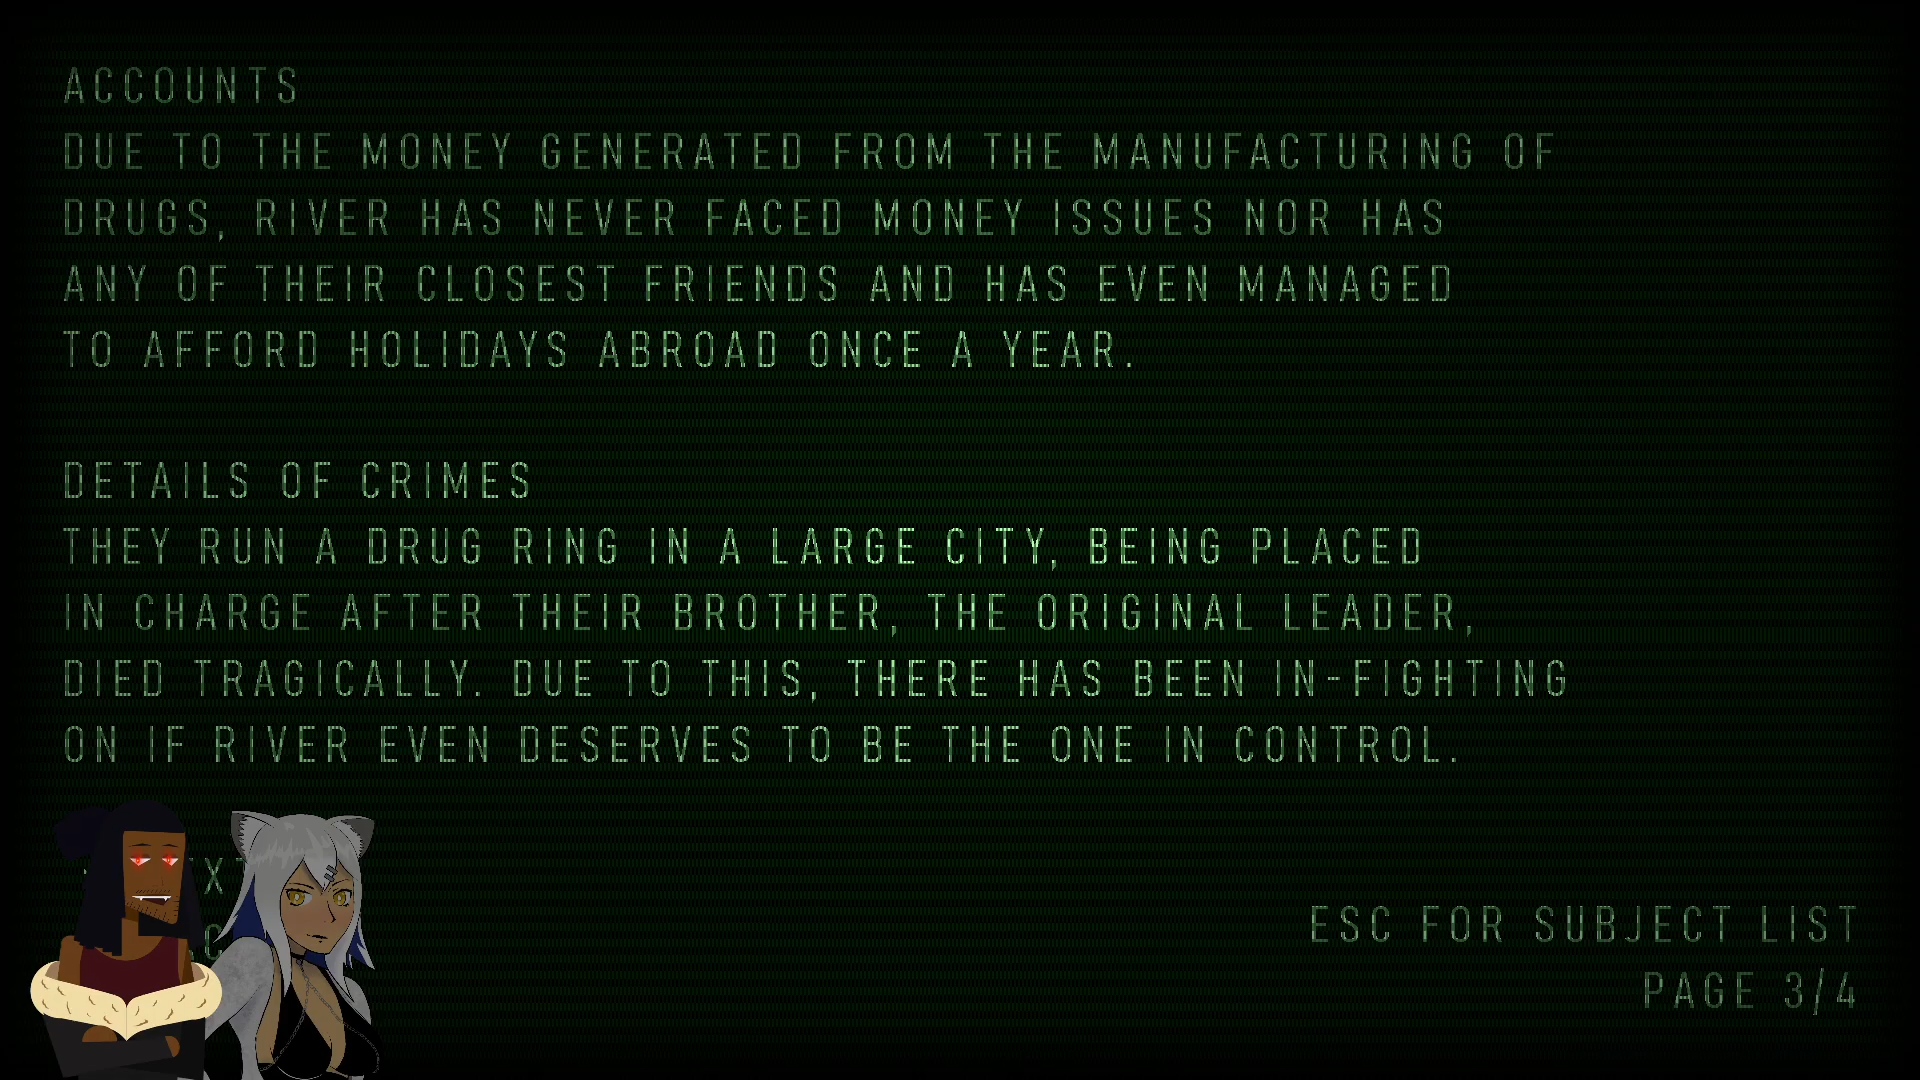 ACCOUNTS
DUE TO THE MONEY GENERATED FROM THE MANUFACTURING OF
DRUGS, RIVER HAS NEVER FACED MONEY ISSUES NOR HAS
ANY OF THEIR CLOSEST FRIENDS AND HAS EVEN MANAGED
TO AFFORD HOLIDAYS ABROAD ONCE A YEAR.
DETAILS OF CRIMES
THEY RUN A DRUG RING IN A LARGE CITY, BEING PLACED
IN CHARGE AFTER THEIR BROTHER, THE ORIGINAL LEADER,
DIED TRAGICALLY. DUE TO THIS, THERE HAS BEEN IN-FIGHTING
ON IF RIVER EVEN DESERVES TO BE THE ONE IN CONTROL.
ESC FOR SUBJECT LIST
PAGE 3/4